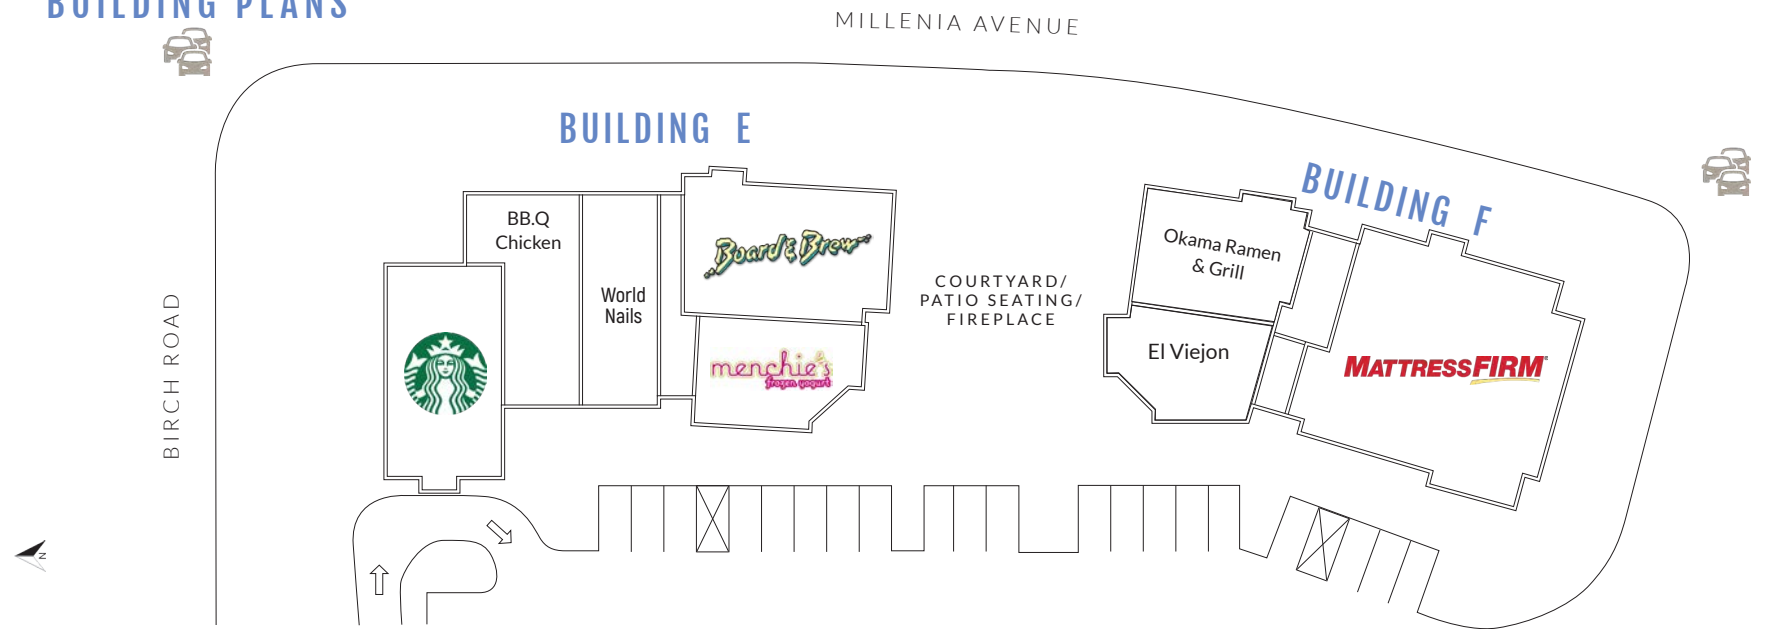 BUILDING PLANS
MILLENIA AVENUE
BUILDING E
BUILDING F
BB.Q
Chicken
World
Nails
Board & Brew
menchie's
frozen yogurt
COURTYARD/
PATIO SEATING/
FIREPLACE
Okama Ramen
& Grill
El Viejon
MATTRESSFIRM®
BIRCH ROAD
N